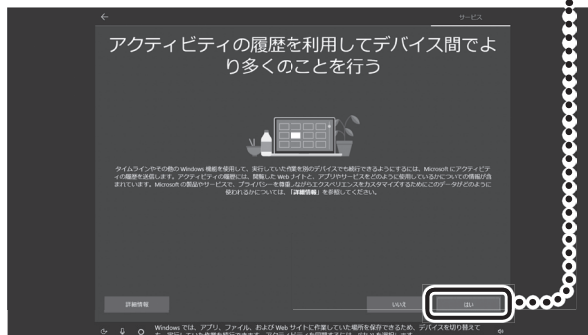 サービス
アクティビティの履歴を利用してデバイス間でよ
り多くのことを行う
タイムラインやその他の Windows 機能を使用して、実行していた作業を別のデバイスでも続行できるようにするには、Microsoft にアクティビテ
ィの履歴を送信します。アクティビティの履歴には、閲覧した Web サイトと、アプリやサービスをどのように使用しているかについての情報が含
まれています。Microsoft の製品やサービスで、プライバシーを尊重しながらエクスペリエンスをカスタマイズするためにこのデータがどのように
使われるかについては、「詳細情報」を参照してください。
詳細情報
いいえ
はい
Windows では、アプリ、ファイル、および Web サイトに作業していた場所を保存できるため、デバイスを切り替えて